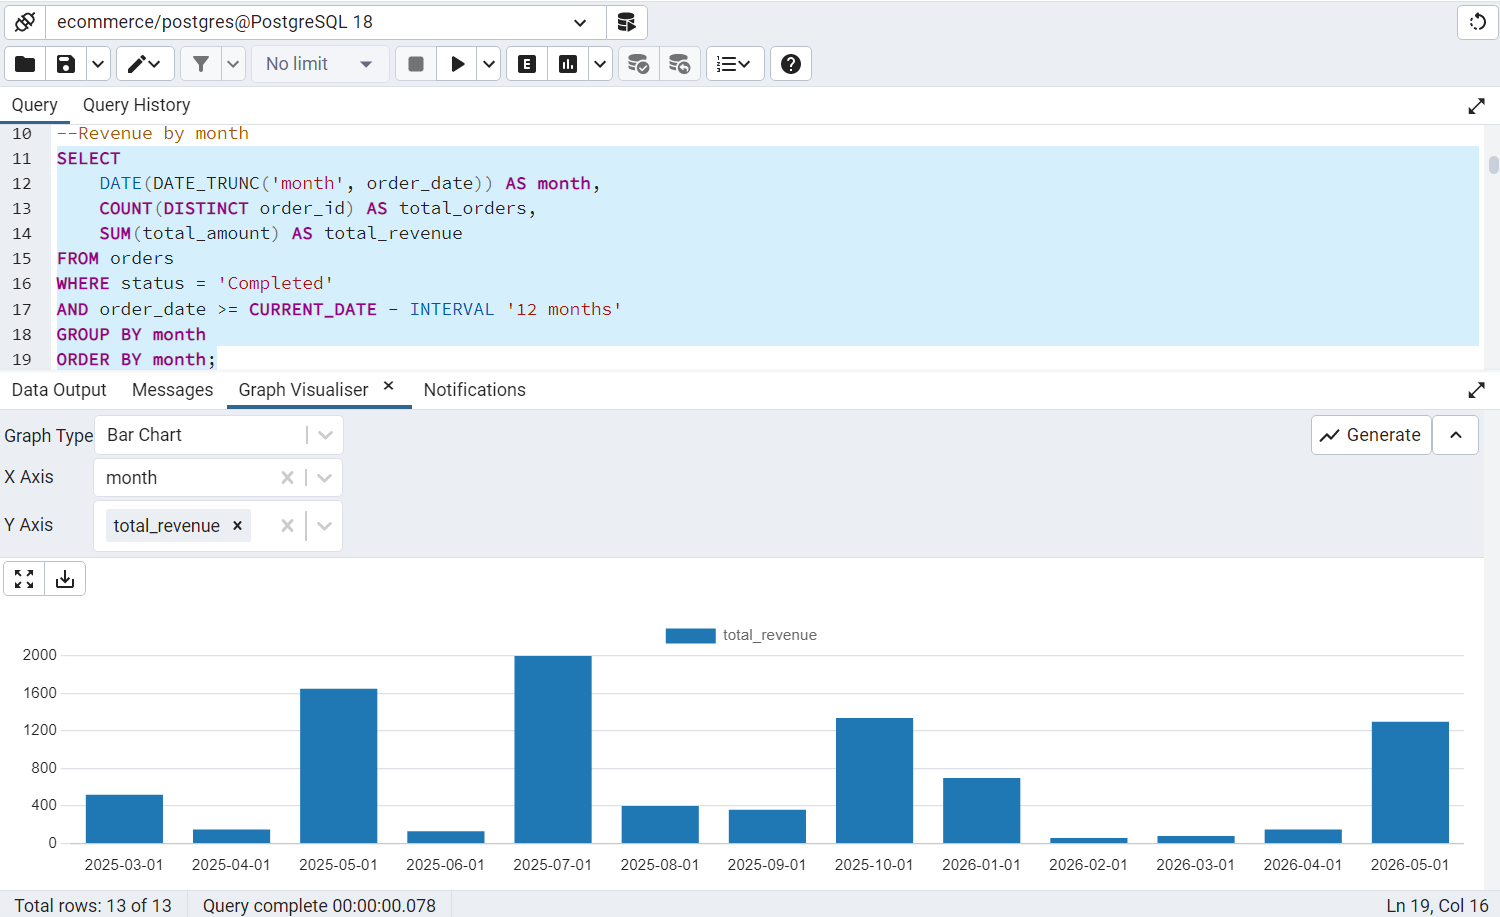 ecommerce/postgres@PostgreSQL 18
No limit
E
Query Query History
10 --Revenue by month
11 SELECT
12 DATE(DATE_TRUNC('month', order_date)) AS month,
13 COUNT(DISTINCT order_id) AS total_orders,
14 SUM(total_amount) AS total_revenue
15 FROM orders
16 WHERE status = 'Completed'
17 AND order_date >= CURRENT_DATE - INTERVAL '12 months'
18 GROUP BY month
19 ORDER BY month;
Data Output Messages Graph Visualiser × Notifications
Graph Type Bar Chart Generate
X Axis month
Y Axis total_revenue ×
total_revenue
2000
1600
1200
800
400
0
2025-03-01 2025-04-01 2025-05-01 2025-06-01 2025-07-01 2025-08-01 2025-09-01 2025-10-01 2026-01-01 2026-02-01 2026-03-01 2026-04-01 2026-05-01
Total rows: 13 of 13 Query complete 00:00:00.078 Ln 19, Col 16